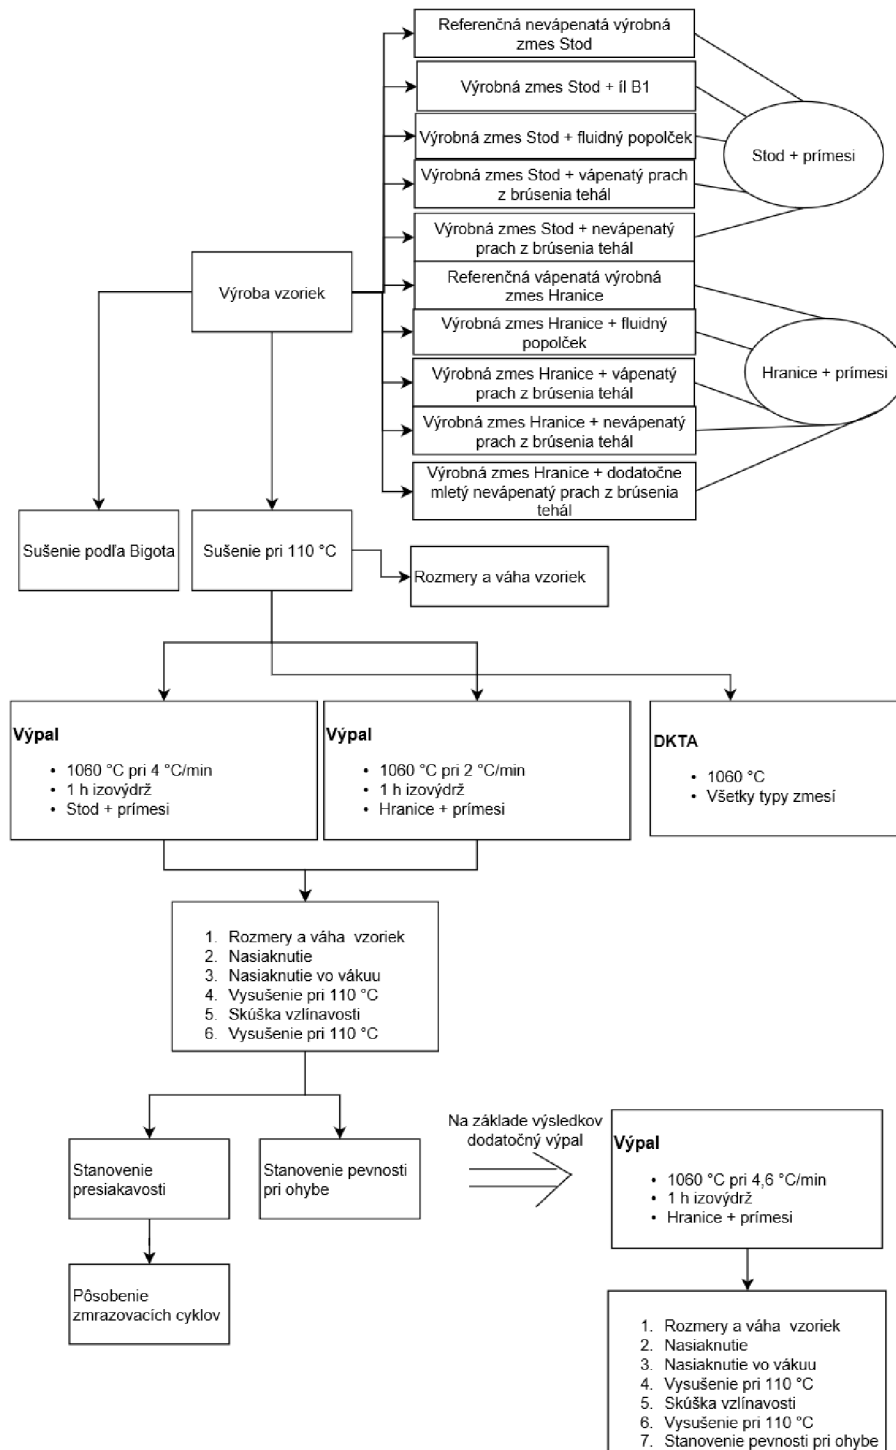 Referenčná nevápenatá výrobná
zmes Stod
Výrobná zmes Stod + íl B1
Výrobná zmes Stod + fluidný popolček
Výrobná zmes Stod + vápenatý prach
z brúsenia tehál
Výrobná zmes Stod + nevápenatý
prach z brúsenia tehál
Stod + prímesi
Výroba vzoriek
Referenčná vápenatá výrobná
zmes Hranice
Výrobná zmes Hranice + fluidný
popolček
Výrobná zmes Hranice + vápenatý
prach z brúsenia tehál
Výrobná zmes Hranice + nevápenatý
prach z brúsenia tehál
Výrobná zmes Hranice + dodatočne
mletý nevápenatý prach z brúsenia
tehál
Hranice + prímesi
Sušenie podľa Bigota
Sušenie pri 110 °C
Rozmery a váha vzoriek
Výpal
• 1060 °C pri 4 °C/min
• 1 h izovýdrž
• Stod + prímesi
Výpal
• 1060 °C pri 2 °C/min
• 1 h izovýdrž
• Hranice + prímesi
DKTA
• 1060 °C
• Všetky typy zmesí
1. Rozmery a váha vzoriek
2. Nasiaknutie
3. Nasiaknutie vo vákuu
4. Vysušenie pri 110 °C
5. Skúška vzlínavosti
6. Vysušenie pri 110 °C
Stanovenie
presiakavosti
Stanovenie pevnosti
pri ohybe
Pôsobenie
zmrazovacích cyklov
Na základe výsledkov
dodatočný výpal
Výpal
• 1060 °C pri 4,6 °C/min
• 1 h izovýdrž
• Hranice + prímesi
1. Rozmery a váha vzoriek
2. Nasiaknutie
3. Nasiaknutie vo vákuu
4. Vysušenie pri 110 °C
5. Skúška vzlínavosti
6. Vysušenie pri 110 °C
7. Stanovenie pevnosti pri ohybe